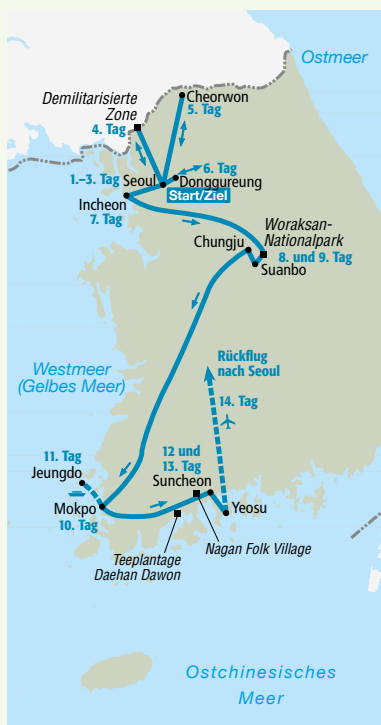 Ostmeer
Cheorwon
5. Tag
Demilitarisierte
Zone
4. Tag
6. Tag
1.–3. Tag
Seoul
Donggureung
Start/Ziel
Incheon
7. Tag
Woraksan-
Nationalpark
8. und 9. Tag
Chungju
Suanbo
Westmeer
(Gelbes Meer)
Rückflug
nach Seoul
14. Tag
12 und
13. Tag
11. Tag
Jeungdo
Suncheon
Mokpo
10. Tag
Yeosu
Nagan Folk Village
Teeplantage
Daehan Dawon
Ostchinesisches
Meer